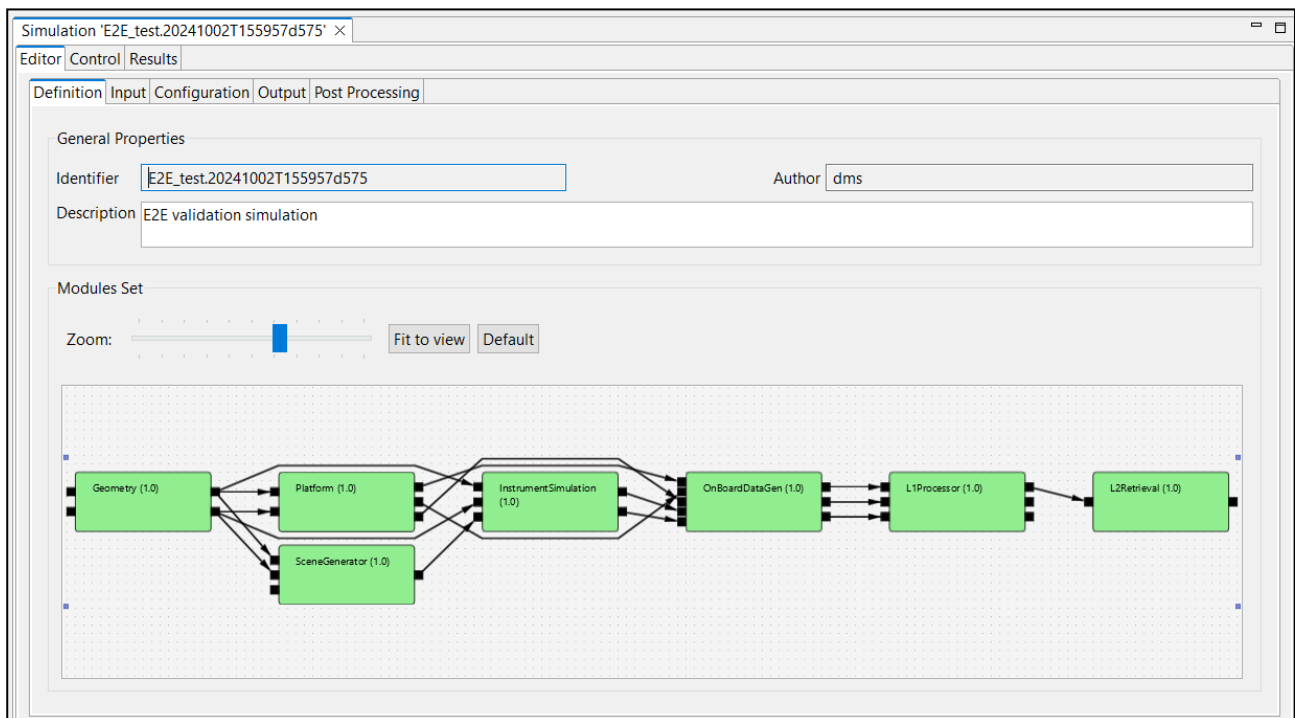 Simulation 'E2E_test.20241002T155957d575'
Editor Control Results
Definition Input Configuration Output Post Processing
General Properties
Identifier E2E_test.20241002T155957d575 Author dms
Description E2E validation simulation
Modules Set
Zoom: Fit to view Default
Geometry (1.0) Platform (1.0) InstrumentSimulation (1.0) OnBoardDataGen (1.0) L1Processor (1.0) L2Retrieval (1.0)
SceneGenerator (1.0)